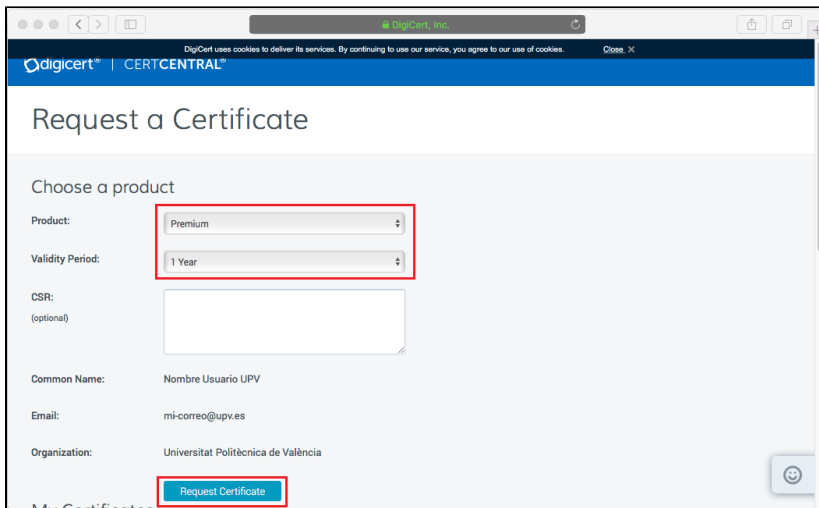 DigiCert, Inc.
DigiCert uses cookies to deliver its services. By continuing to use our service, you agree to our use of cookies. Close X
digicert® | CERTCENTRAL®
Request a Certificate
Choose a product
Product: Premium
Validity Period: 1 Year
CSR:
(optional)
Common Name: Nombre Usuario UPV
Email: mi-correo@upv.es
Organization: Universitat Politècnica de València
Request Certificate
My Certificates